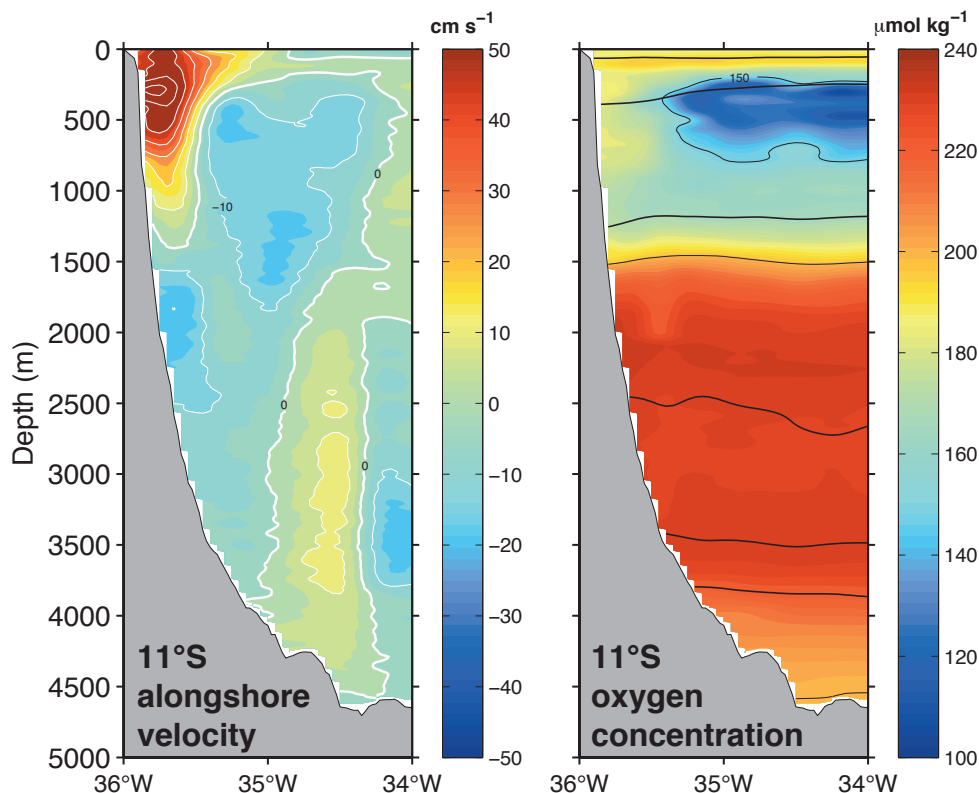 cm s⁻¹
μmol kg⁻¹
0
500
1000
1500
2000
2500
3000
3500
4000
4500
5000
Depth (m)
36°W
35°W
34°W
0
-10
0
0
11°S
alongshore
velocity
50
40
30
20
10
0
−10
−20
−30
−40
−50
150
11°S
oxygen
concentration
36°W
35°W
34°W
240
220
200
180
160
140
120
100